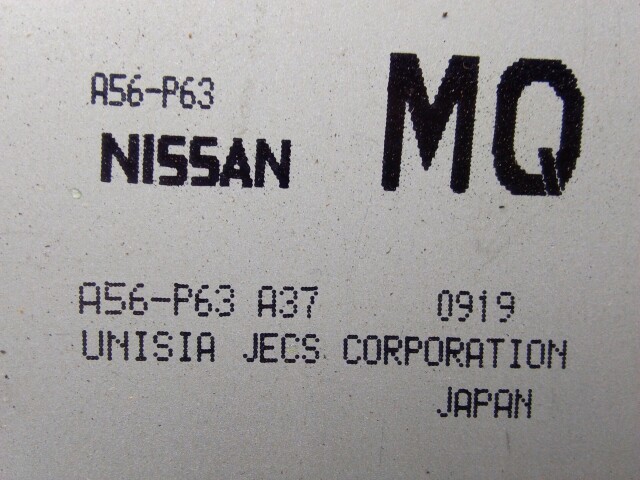 A56-P63 MQ
NISSAN
A56-P63 A37 0919
UNISIA JECS CORPORATION
JAPAN